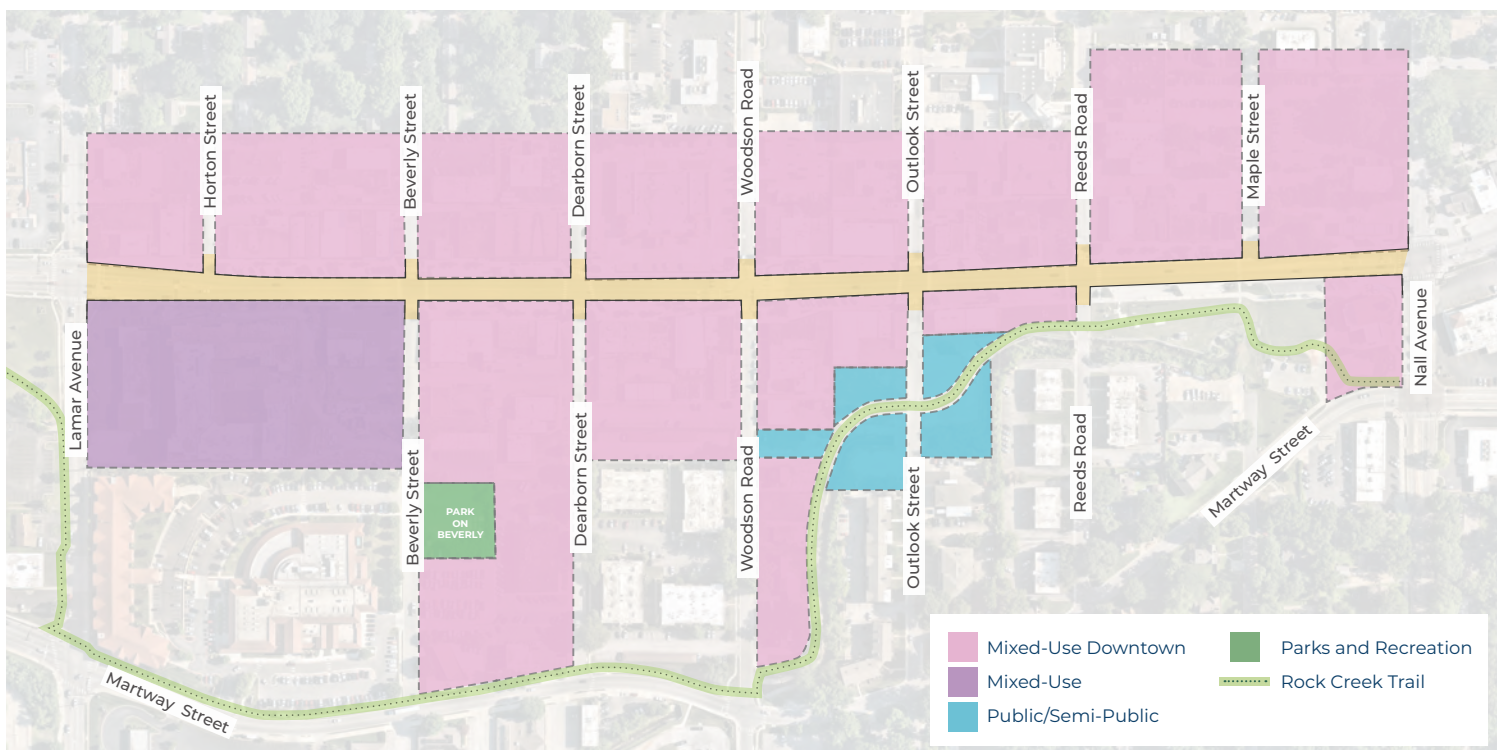 Horton Street
Beverly Street
Dearborn Street
Woodson Road
Outlook Street
Reeds Road
Maple Street
Lamar Avenue
Nall Avenue
Beverly Street
PARK
ON
BEVERLY
Dearborn Street
Woodson Road
Outlook Street
Reeds Road
Martway Street
Martway Street
Mixed-Use Downtown
Mixed-Use
Public/Semi-Public
Parks and Recreation
Rock Creek Trail